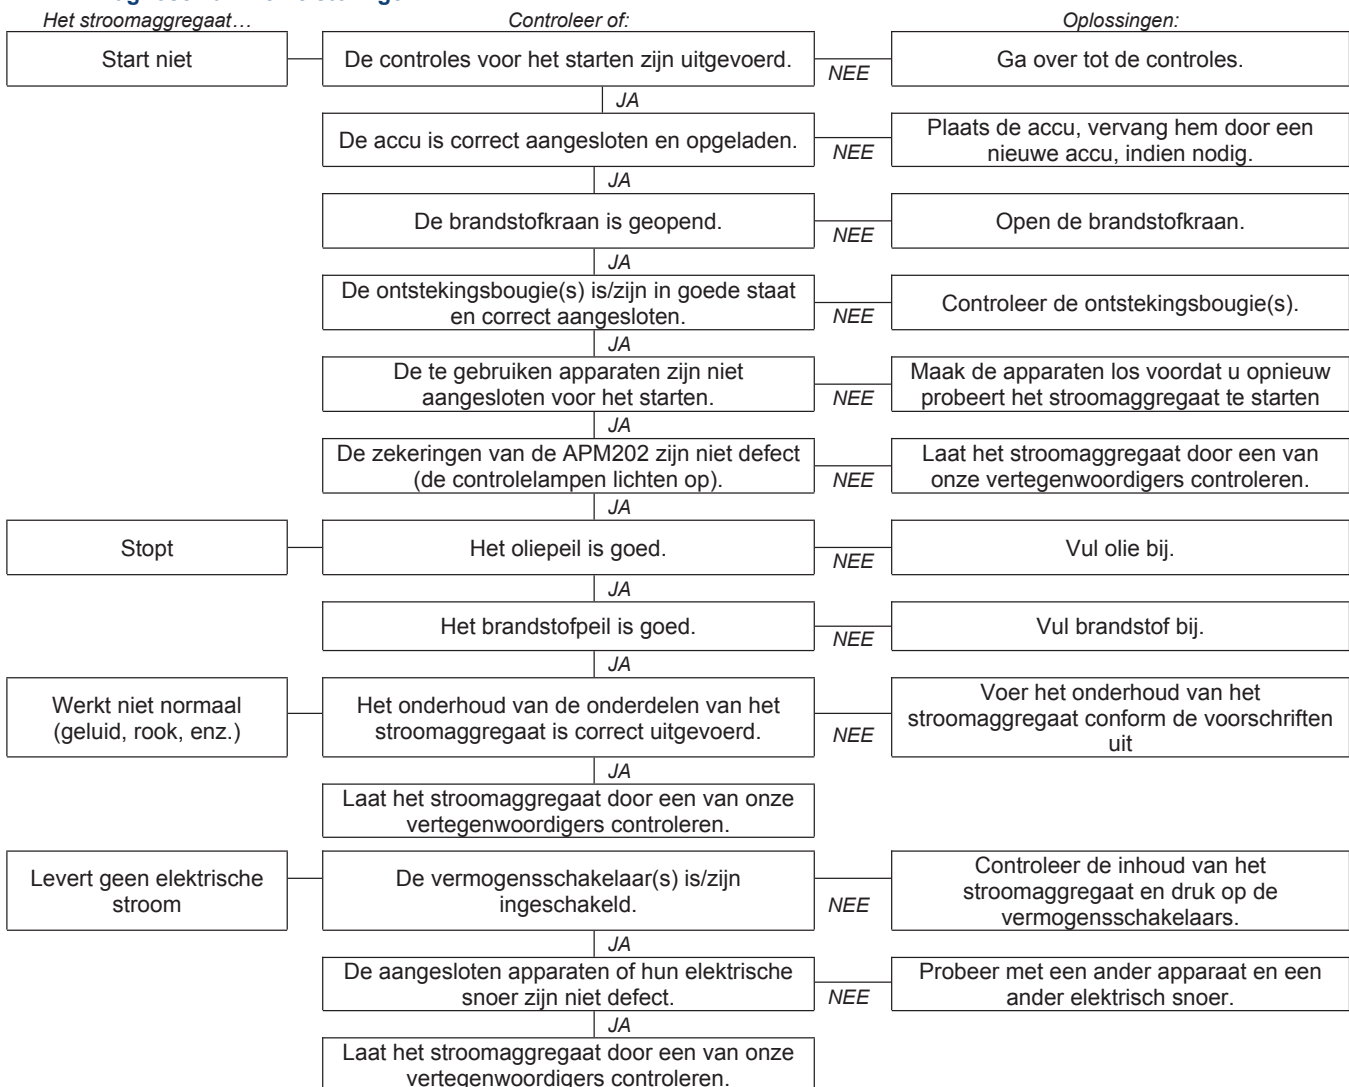 Het stroomaggregaat…
Controleer of:
Oplossingen:
Start niet
De controles voor het starten zijn uitgevoerd.
NEE
Ga over tot de controles.
JA
De accu is correct aangesloten en opgeladen.
NEE
Plaats de accu, vervang hem door een
nieuwe accu, indien nodig.
JA
De brandstofkraan is geopend.
NEE
Open de brandstofkraan.
JA
De ontstekingsbougie(s) is/zijn in goede staat
en correct aangesloten.
NEE
Controleer de ontstekingsbougie(s).
JA
De te gebruiken apparaten zijn niet
aangesloten voor het starten.
NEE
Maak de apparaten los voordat u opnieuw
probeert het stroomaggregaat te starten
JA
De zekeringen van de APM202 zijn niet defect
(de controlelampen lichten op).
NEE
Laat het stroomaggregaat door een van
onze vertegenwoordigers controleren.
JA
Stopt
Het oliepeil is goed.
NEE
Vul olie bij.
JA
Het brandstofpeil is goed.
NEE
Vul brandstof bij.
JA
Werkt niet normaal
(geluid, rook, enz.)
Het onderhoud van de onderdelen van het
stroomaggregaat is correct uitgevoerd.
NEE
Voer het onderhoud van het
stroomaggregaat conform de voorschriften
uit
JA
Laat het stroomaggregaat door een van onze
vertegenwoordigers controleren.
Levert geen elektrische
stroom
De vermogensschakelaar(s) is/zijn
ingeschakeld.
NEE
Controleer de inhoud van het
stroomaggregaat en druk op de
vermogensschakelaars.
JA
De aangesloten apparaten of hun elektrische
snoer zijn niet defect.
NEE
Probeer met een ander apparaat en een
ander elektrisch snoer.
JA
Laat het stroomaggregaat door een van onze
vertegenwoordigers controleren.